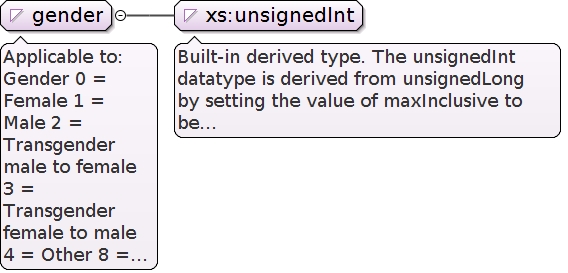 gender
xs:unsignedInt
Applicable to:
Gender 0 =
Female 1 =
Male 2 =
Transgender
male to female
3 =
Transgender
female to male
4 = Other 8 =...
Built-in derived type. The unsignedInt
datatype is derived from unsignedLong
by setting the value of maxInclusive to
be...